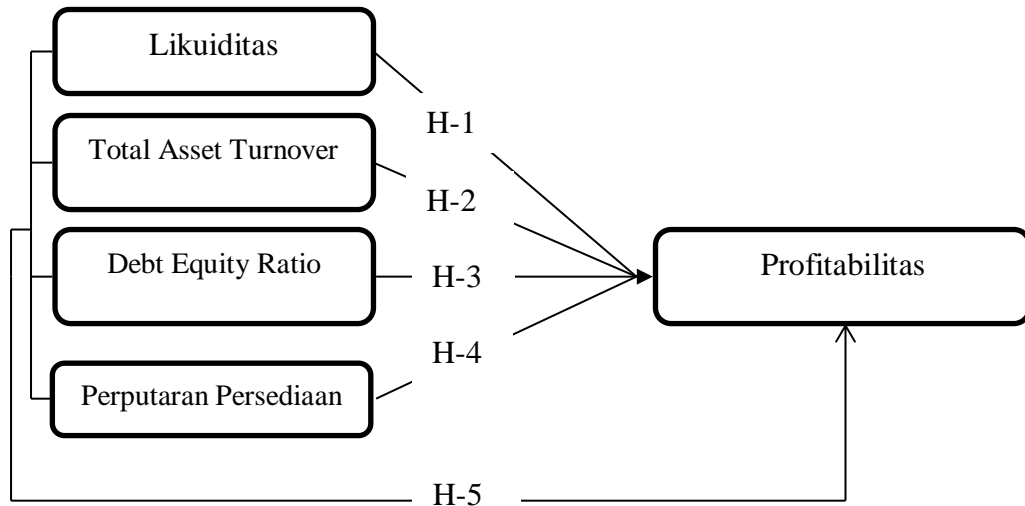 Likuiditas
H-1
Total Asset Turnover
H-2
Debt Equity Ratio
H-3
Profitabilitas
H-4
Perputaran Persediaan
H-5